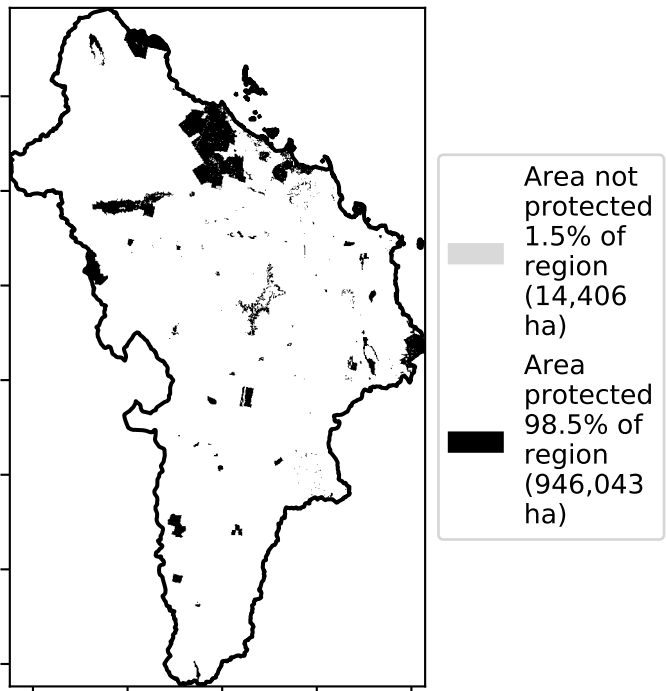 Area not
protected
1.5% of
region
(14,406
ha)
Area
protected
98.5% of
region
(946,043
ha)